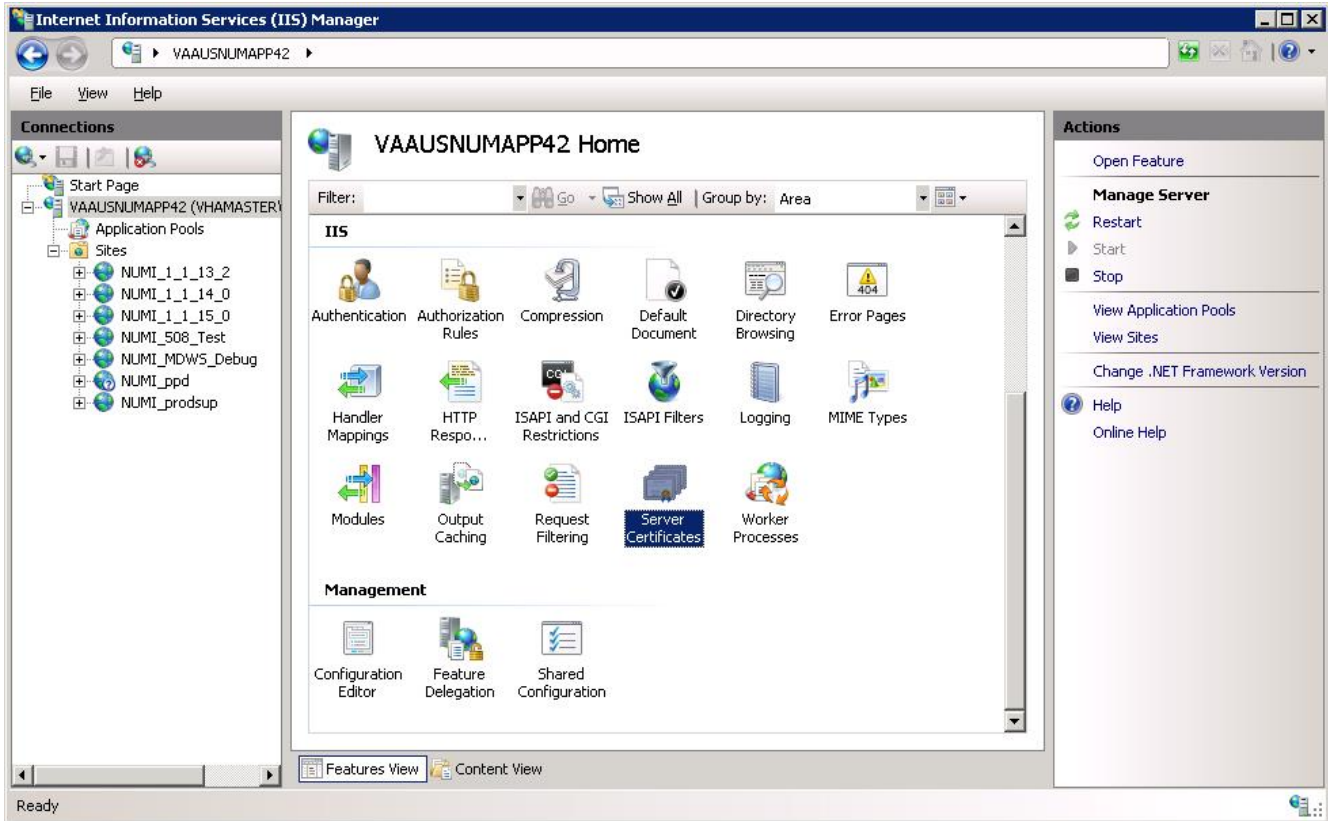 Internet Information Services (IIS) Manager
VAAUSNUMAPP42
File View Help
Connections
Start Page
VAAUSNUMAPP42 (VHAMASTER\
Application Pools
Sites
NUMI_1_1_13_2
NUMI_1_1_14_0
NUMI_1_1_15_0
NUMI_508_Test
NUMI_MDWS_Debug
NUMI_ppd
NUMI_prodsup
VAAUSNUMAPP42 Home
Filter: Go Show All Group by: Area
IIS
404
Authentication Authorization Compression Default Directory Error Pages
Rules Document Browsing
CGI
Handler HTTP ISAPI and CGI ISAPI Filters Logging MIME Types
Mappings Respo... Restrictions
Modules Output Request Server Worker
Caching Filtering Certificates Processes
Management
Configuration Feature Shared
Editor Delegation Configuration
Features View Content View
Actions
Open Feature
Manage Server
Restart
Start
Stop
View Application Pools
View Sites
Change .NET Framework Version
Help
Online Help
Ready